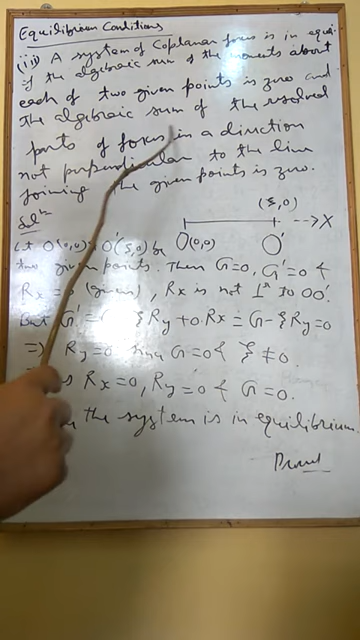 Equilibrium Conditions
(iii) A system of Coplanar forces is in equi.
if the algebraic sum of the moments about
each of two given points is zero and
the algebraic sum of the resolved
parts of forces in a direction
not perpendicular to the line
joining the given points is zero.
Solⁿ
(ξ,0)
O(0,0) O' --> X
Let O(0,0) O'(ξ,0) be
two given points. Then G=0, G'=0 &
Rx=0 (given), Rx is not ⊥ʳ to OO'.
But G'=G-ξRy+0.Rx = G-ξRy=0
=> Ry=0 since G=0 & ξ≠0.
Rx=0, Ry=0 & G=0.
the system is in equilibrium.
Proved